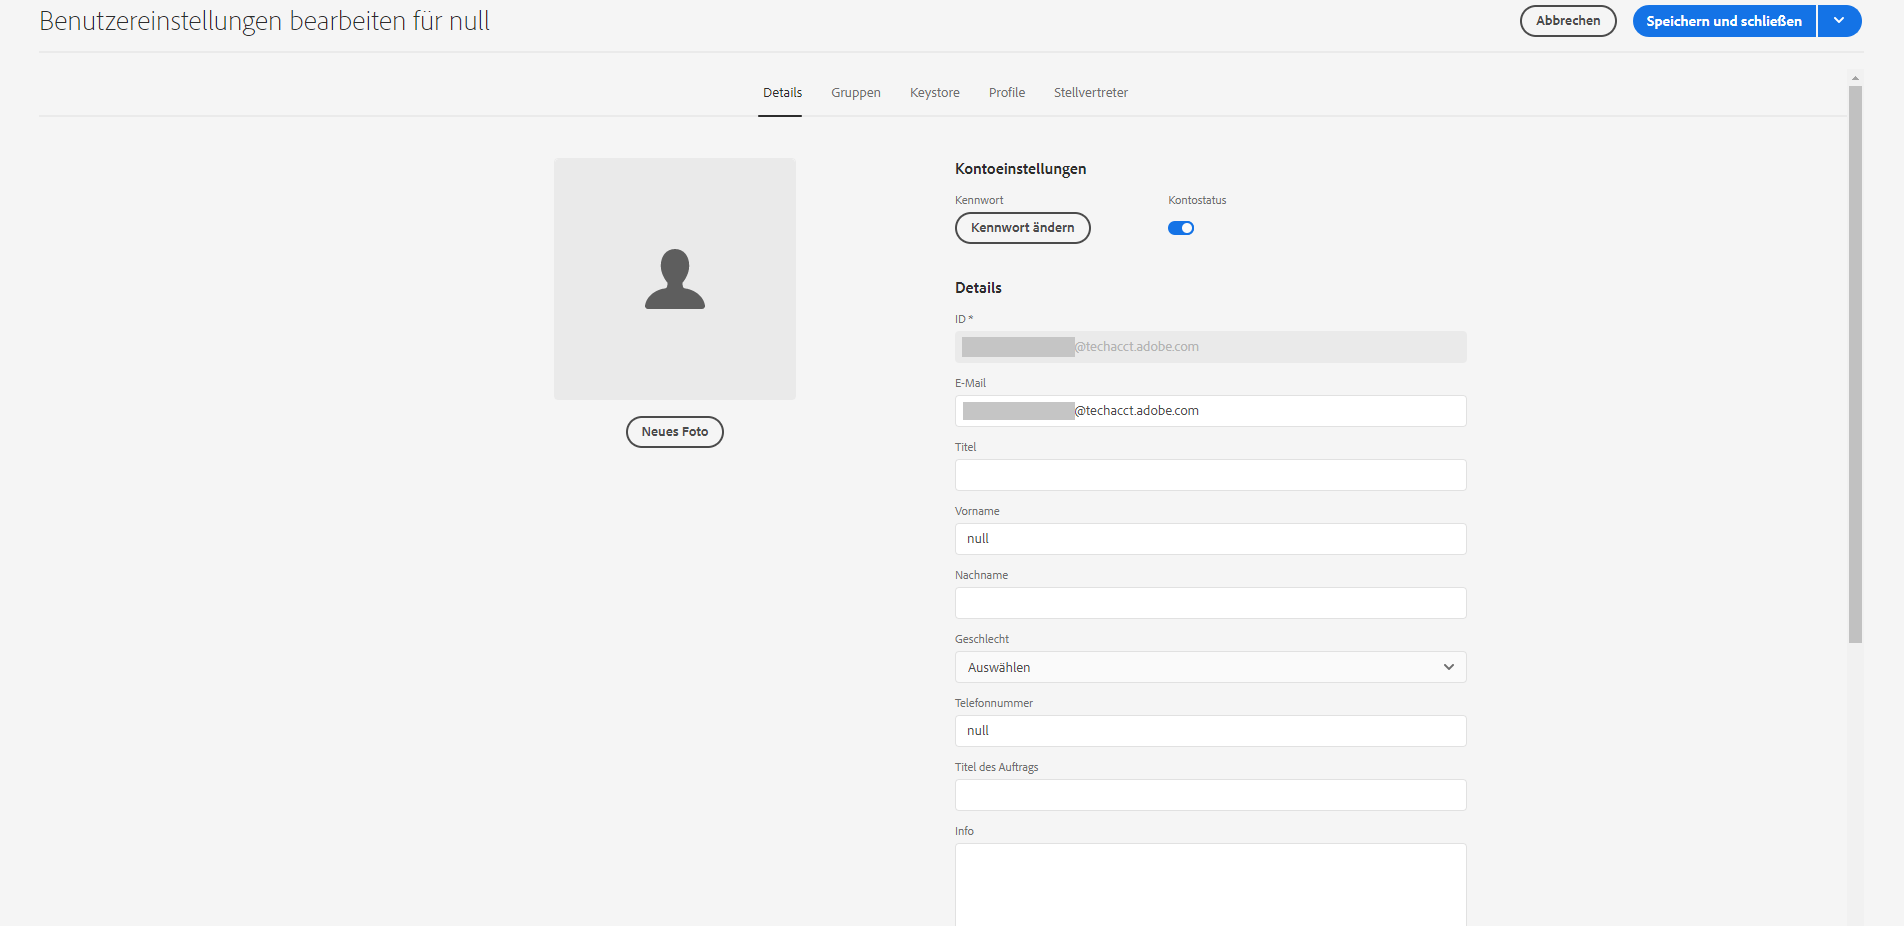 Benutzereinstellungen bearbeiten für null
Abbrechen
Speichern und schließen
Details Gruppen Keystore Profile Stellvertreter
Neues Foto
Kontoeinstellungen
Kennwort Kontostatus
Kennwort ändern
Details
ID *
@techacct.adobe.com
E-Mail
@techacct.adobe.com
Titel
Vorname
null
Nachname
Geschlecht
Auswählen
Telefonnummer
null
Titel des Auftrags
Info